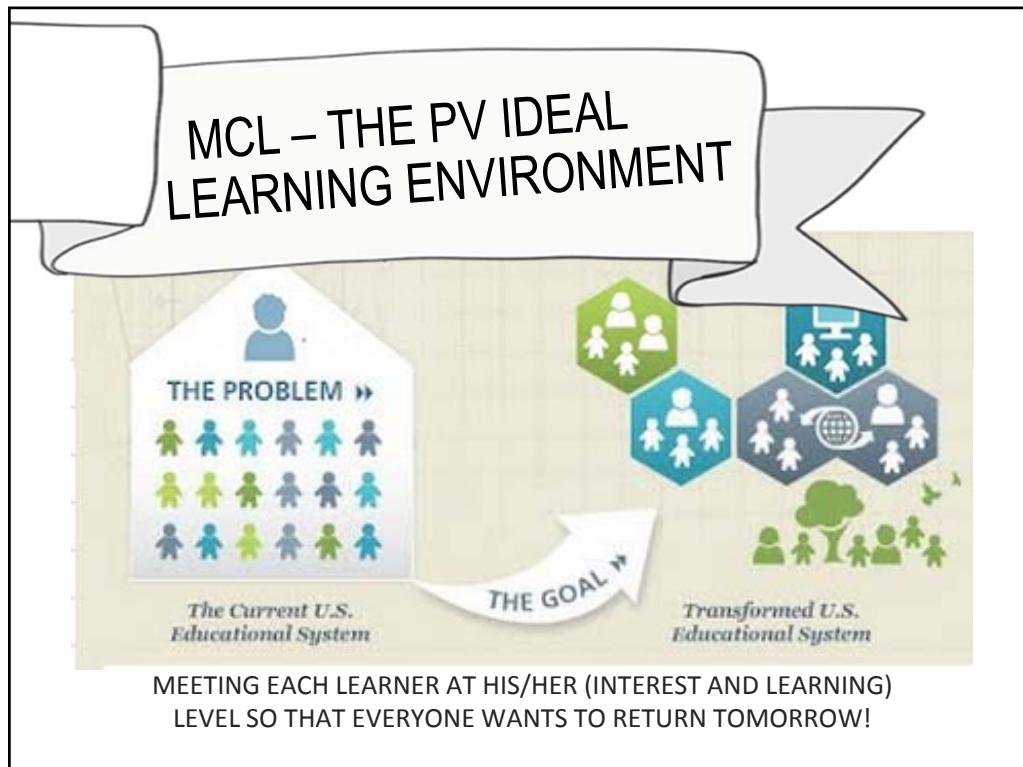 MCL – THE PV IDEAL
LEARNING ENVIRONMENT
THE PROBLEM »
THE GOAL »
The Current U.S.
Educational System
Transformed U.S.
Educational System
MEETING EACH LEARNER AT HIS/HER (INTEREST AND LEARNING)
LEVEL SO THAT EVERYONE WANTS TO RETURN TOMORROW!